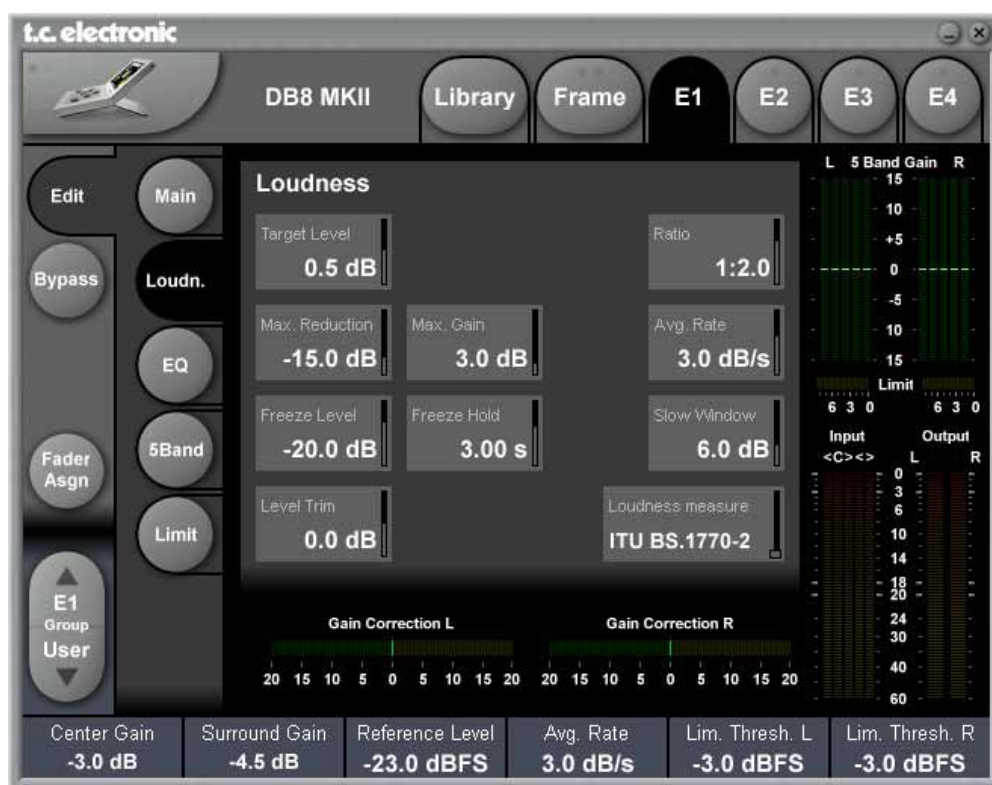 t.c. electronic
DB8 MKII
Library
Frame
E1
E2
E3
E4
Edit
Bypass
Fader
Asgn
E1
Group
User
Main
Loudn.
EQ
5Band
Limit
Loudness
Target Level
0.5 dB
Ratio
1:2.0
Max. Reduction
-15.0 dB
Max. Gain
3.0 dB
Avg. Rate
3.0 dB/s
Freeze Level
-20.0 dB
Freeze Hold
3.00 s
Slow Window
6.0 dB
Level Trim
0.0 dB
Loudness measure
ITU BS.1770-2
Gain Correction L
20 15 10 5 0 5 10 15 20
Gain Correction R
20 15 10 5 0 5 10 15 20
L 5 Band Gain R
15
10
+5
0
-5
10
15
Limit
6 3 0 6 3 0
Input Output
<C><> L R
0
3
6
10
14
18
20
24
30
40
60
Center Gain
-3.0 dB
Surround Gain
-4.5 dB
Reference Level
-23.0 dBFS
Avg. Rate
3.0 dB/s
Lim. Thresh. L
-3.0 dBFS
Lim. Thresh. R
-3.0 dBFS